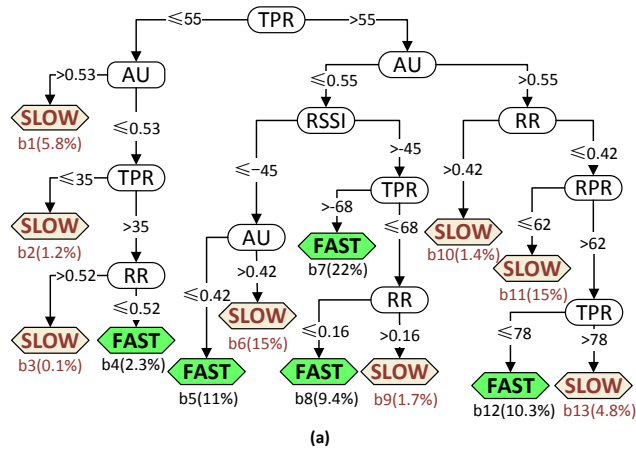 ≤55
TPR
>55
>0.53
AU
≤0.55
AU
>0.55
SLOW
b1(5.8%)
≤0.53
RSSI
RR
≤-45
>-45
>0.42
≤0.42
≤35
TPR
>-68
TPR
RPR
SLOW
b2(1.2%)
>35
AU
FAST
b7(22%)
≤68
SLOW
b10(1.4%)
≤62
SLOW
b11(15%)
>62
>0.52
RR
≤0.42
>0.42
RR
TPR
≤0.52
SLOW
b6(15%)
≤0.16
>0.16
≤78
>78
SLOW
b3(0.1%)
FAST
b4(2.3%)
FAST
b5(11%)
FAST
b8(9.4%)
SLOW
b9(1.7%)
FAST
b12(10.3%)
SLOW
b13(4.8%)
(a)